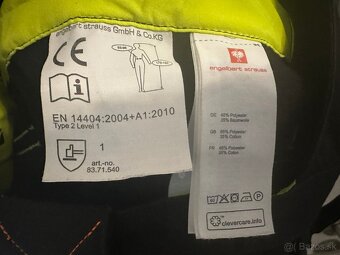 engelbert strauss GmbH & Co.KG
CE
EN 14404:2004+A1:2010
Type 2 Level 1
1
art.-no.
83.71.540
engelbert strauss
DE
65% Polyester
35% Baumwolle
GB
65% Polyester
35% Cotton
FR
65% Polyester
35% Coton
clevercare.info
Bazos.sk